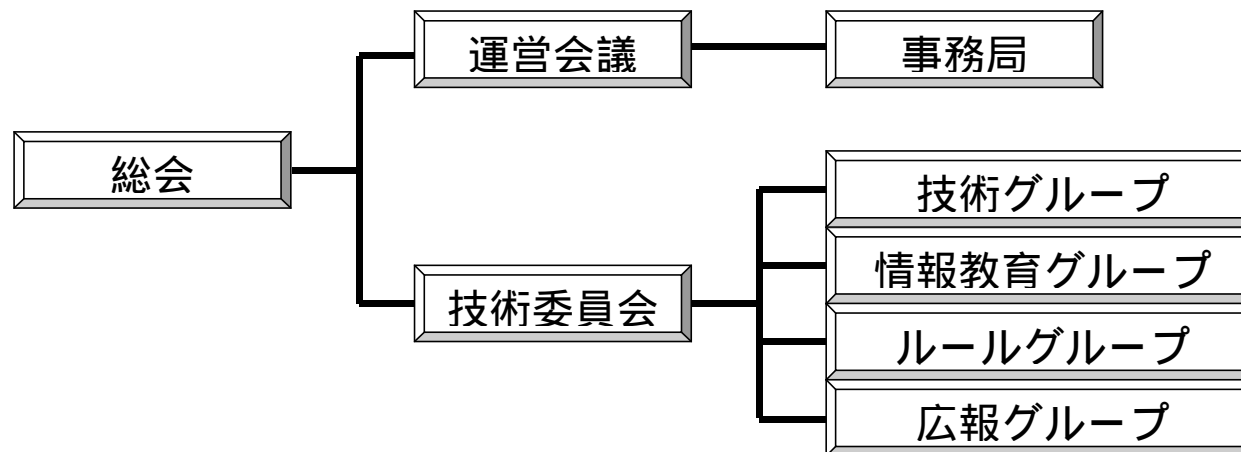 運営会議
事務局
総会
技術グループ
情報教育グループ
技術委員会
ルールグループ
広報グループ